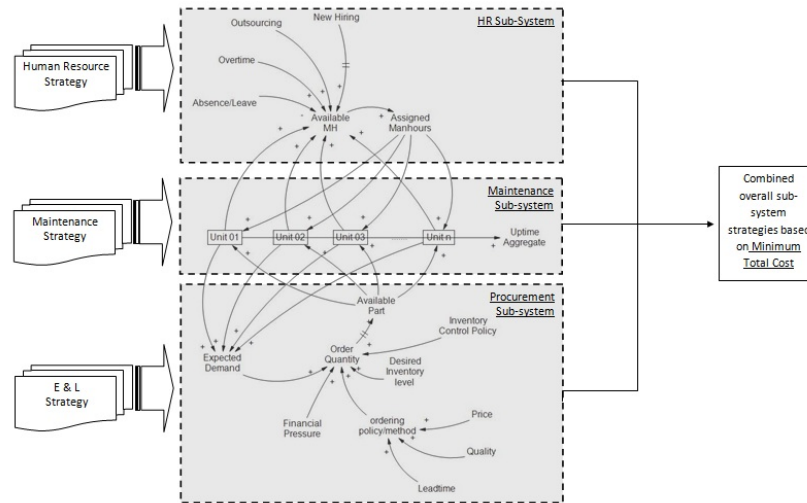 HR Sub-System
New Hiring
Outsourcing
Overtime
Absence/Leave
Available
MH
Assigned
Manhours
Human Resource
Strategy
Maintenance
Sub-system
Maintenance
Strategy
Unit 01
Unit 02
Unit 03
......
Unit n
Uptime
Aggregate
Combined
overall sub-
system
strategies based
on Minimum
Total Cost
Procurement
Sub-system
Available
Part
Inventory
Control Policy
Expected
Demand
Order
Quantity
Desired
Inventory
level
E & L
Strategy
Financial
Pressure
ordering
policy/method
Price
Quality
Leadtime